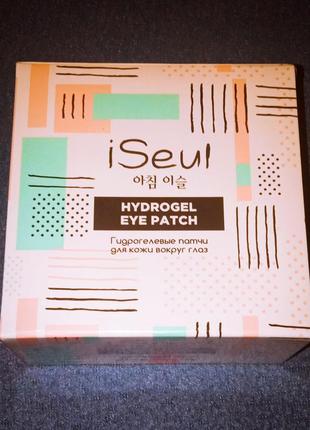 iSeul
아침 이슬
HYDROGEL
EYE PATCH
Гидрогелевые патчи
для кожи вокруг глаз